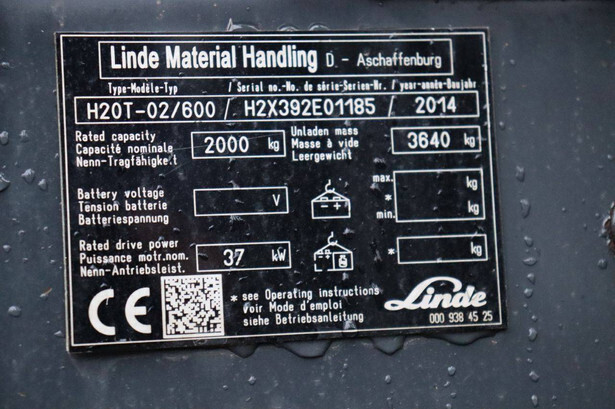 Linde Material Handling D. - Aschaffenburg
Type-Modèle-Typ / Serial no.-No. de série-Serien-Nr. / year-année-Baujahr
H20T-02/600 / H2X392E01185 / 2014
Rated capacity
Capacité nominale
Nenn-Tragfähigkeit
2000 kg
Unladen mass
Masse à vide
Leergewicht
3640 kg
Battery voltage
Tension batterie
Batteriespannung
V
- +
max. kg
*
min. kg
Rated drive power
Puissance motr.nom.
Nenn-Antriebsleist.
37 kW
* kg
CE
* see Operating instructions
voir Mode d'emploi
siehe Betriebsanleitung
Linde
000 938 45 25